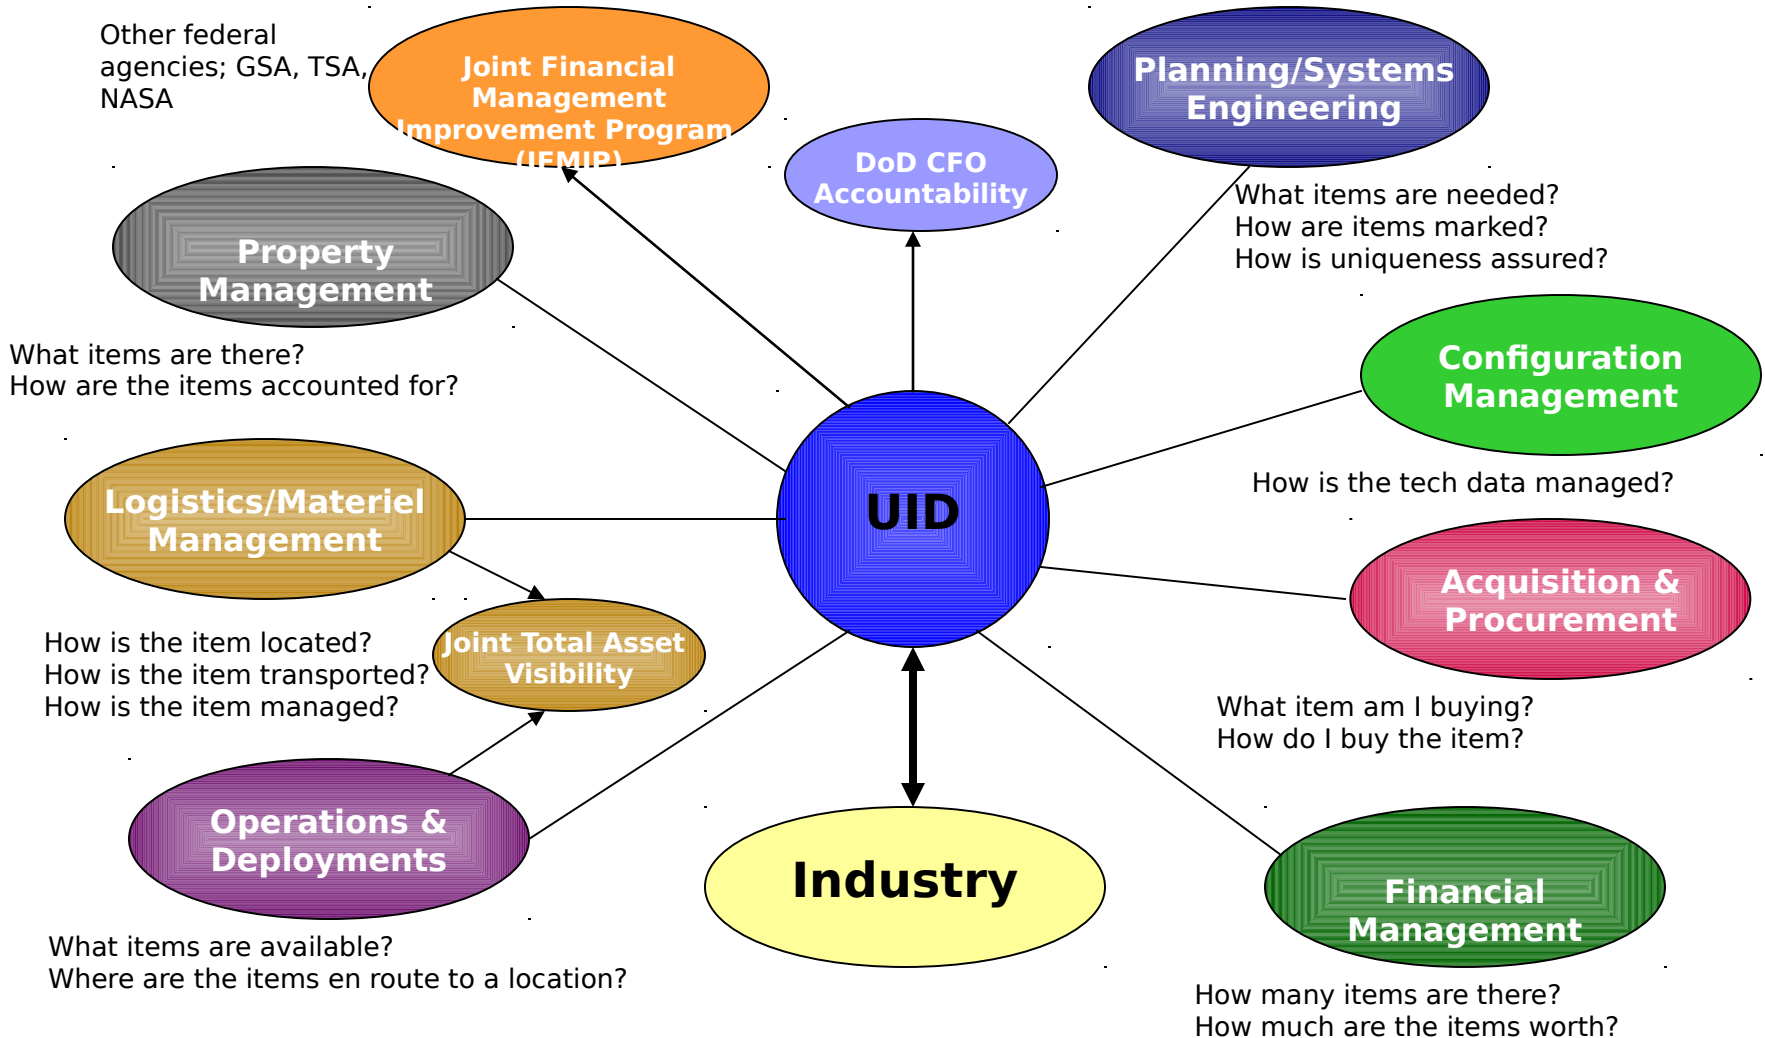 Other federal
agencies; GSA, TSA,
NASA
Joint Financial
Management
Improvement Program
(JFMIP)
DoD CFO
Accountability
Planning/Systems
Engineering
What items are needed?
How are items marked?
How is uniqueness assured?
Property
Management
What items are there?
How are the items accounted for?
Configuration
Management
How is the tech data managed?
Logistics/Materiel
Management
UID
Acquisition &
Procurement
How is the item located?
How is the item transported?
How is the item managed?
Joint Total Asset
Visibility
What item am I buying?
How do I buy the item?
Operations &
Deployments
What items are available?
Where are the items en route to a location?
Industry
Financial
Management
How many items are there?
How much are the items worth?